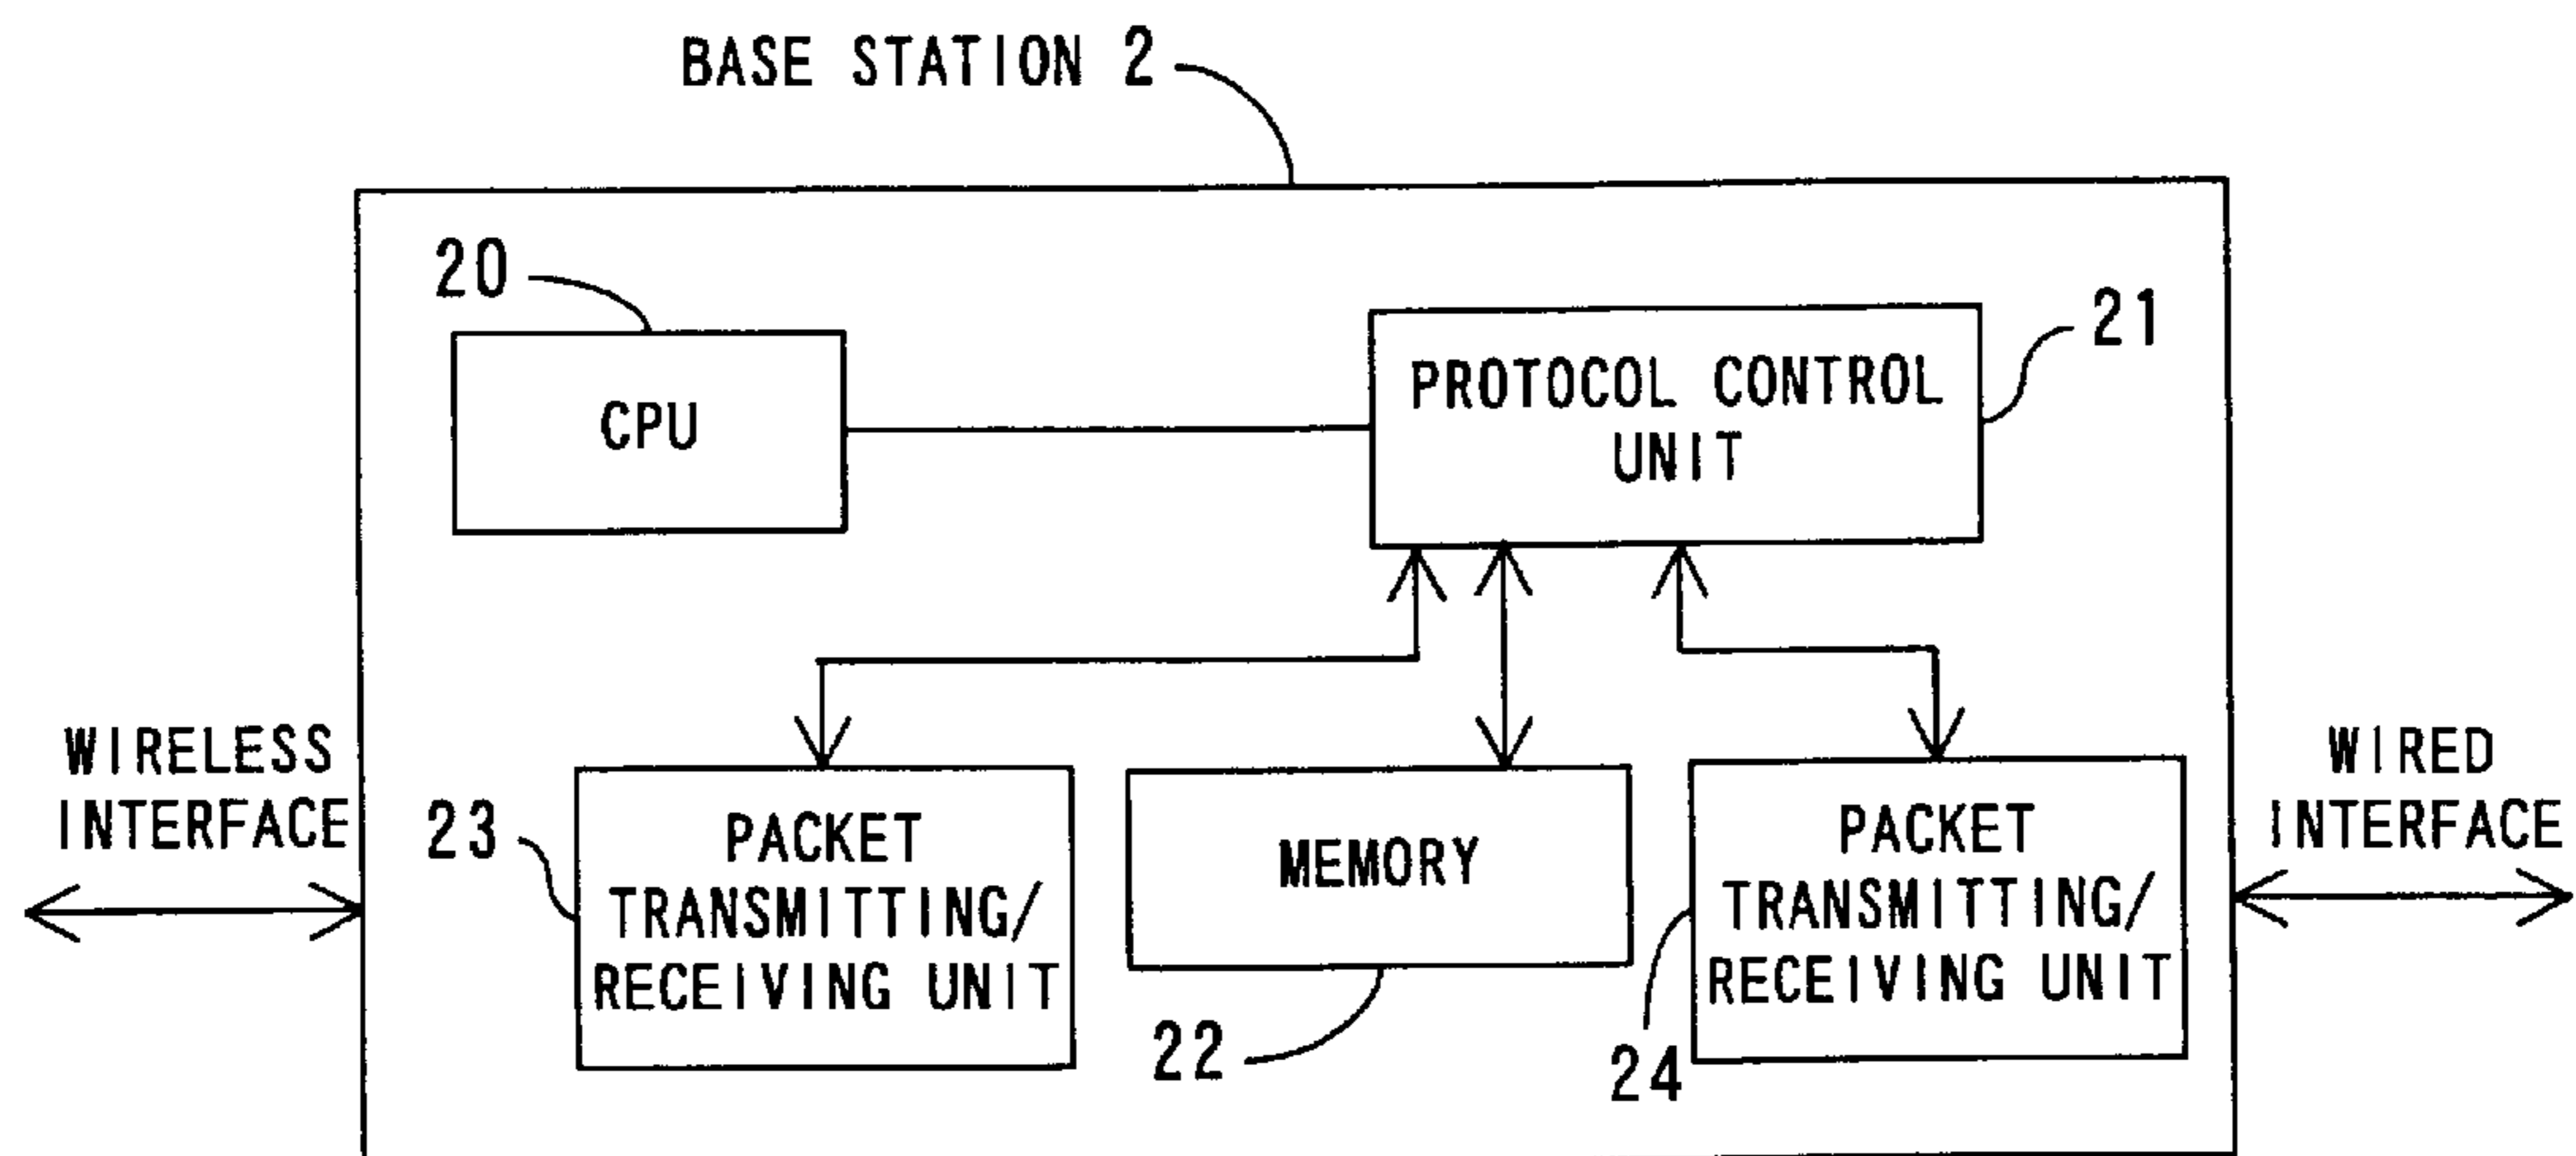 BASE STATION 2
20
CPU
PROTOCOL CONTROL
UNIT
21
WIRELESS
INTERFACE
23
PACKET
TRANSMITTING/
RECEIVING UNIT
MEMORY
22
PACKET
TRANSMITTING/
RECEIVING UNIT
24
WIRED
INTERFACE